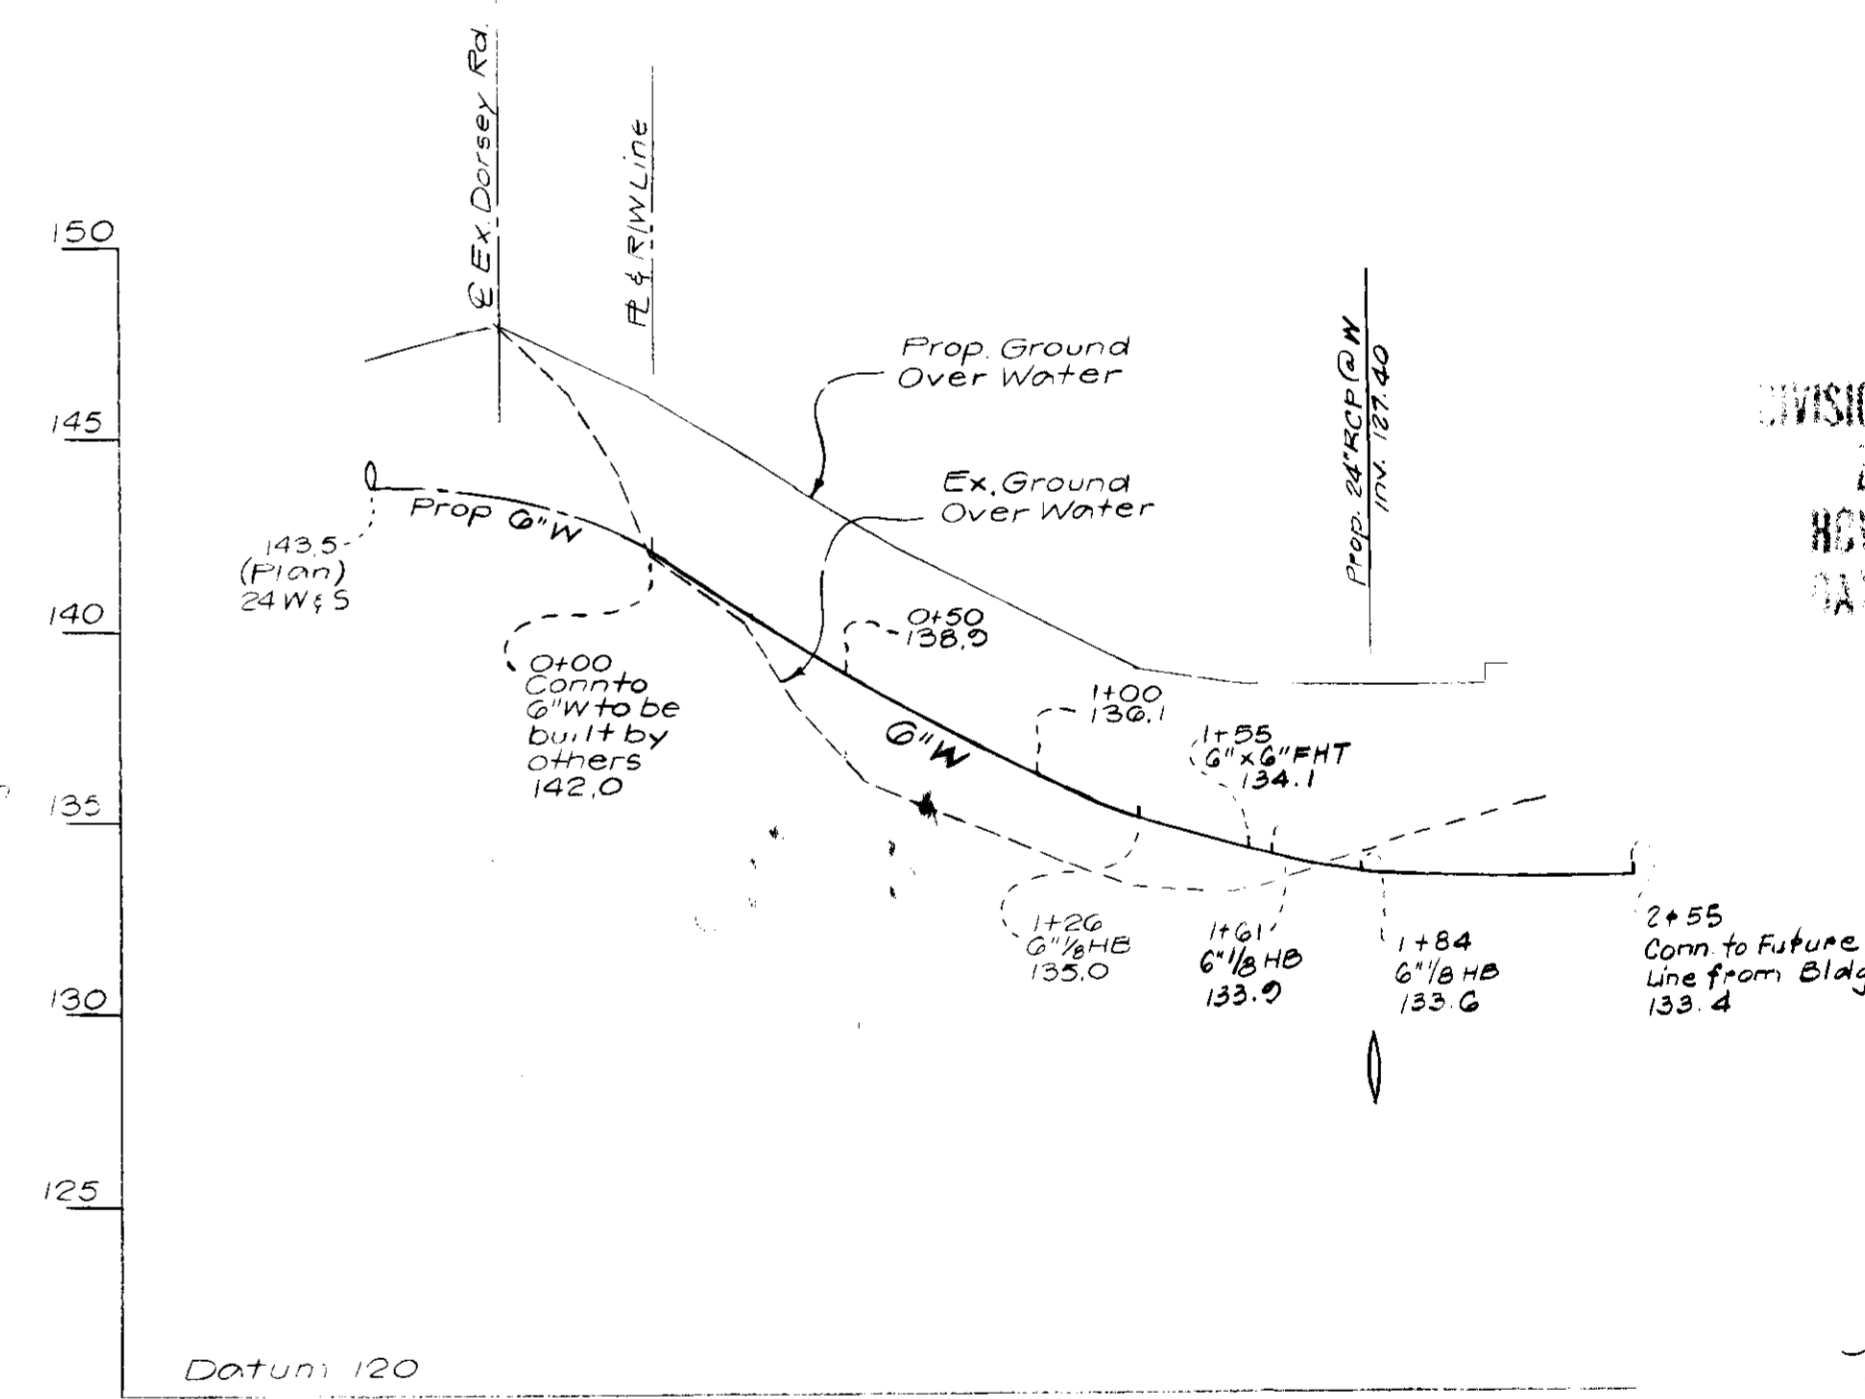 ℄ Ex. Dorsey Rd.
PL & R/W Line
150
145
140
135
130
125
Prop. Ground
Over Water
Ex. Ground
Over Water
Prop. 24" RCP @ W
Inv. 127.40
Prop 6" W
143.5
(Plan)
24 W & S
0+00
Conn to
6" W to be
built by
others
142.0
0+50
138.9
6" W
1+00
136.1
1+55
6" x 6" FHT
134.1
1+26
6" 1/8 HB
135.0
1+61
6" 1/8 HB
133.9
1+84
6" 1/8 HB
133.6
2+55
Conn. to Future
Line from Bldg
133.4
Datum 120